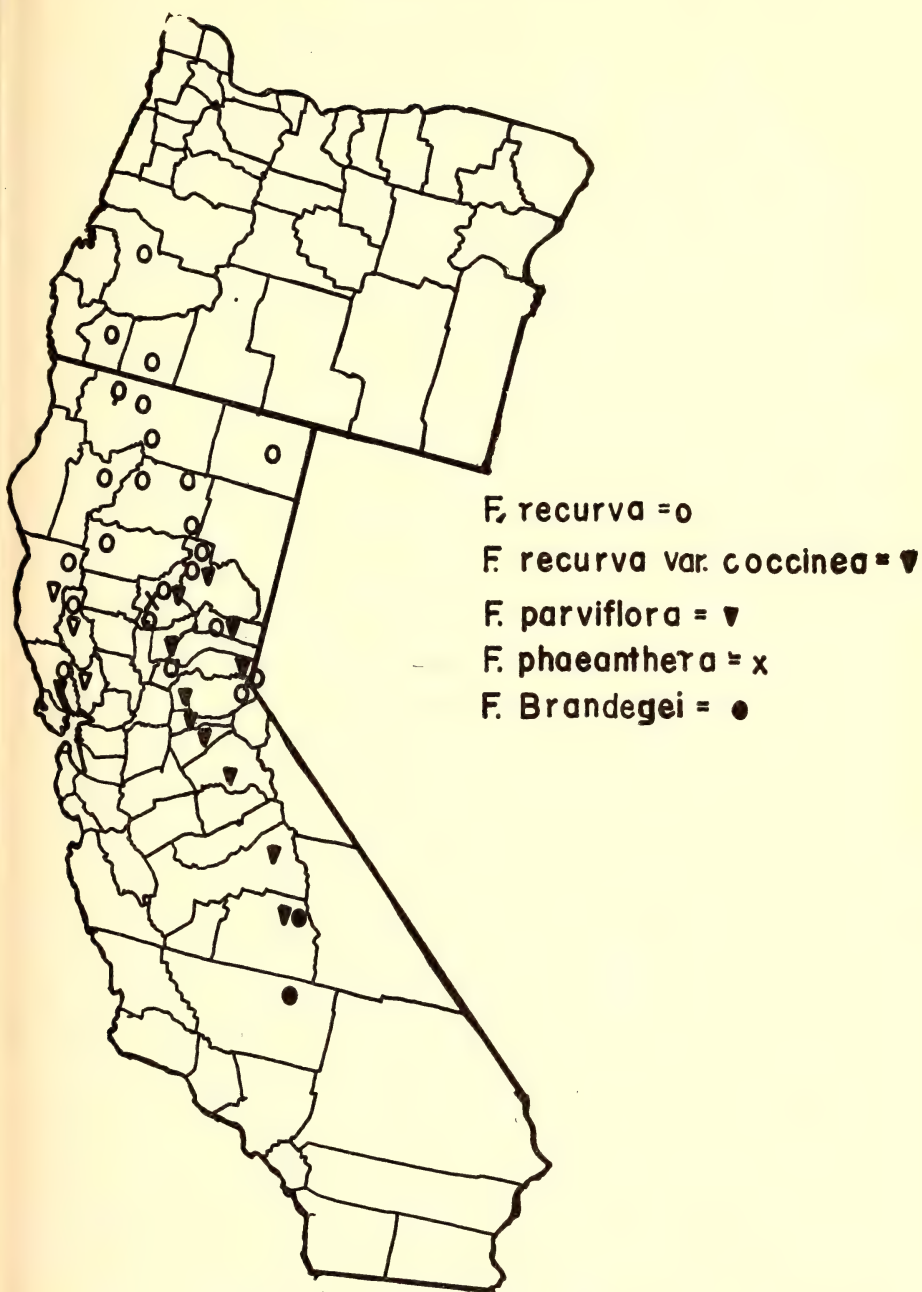 F. recurva = o
F. recurva var. coccinea = ▼
F. parviflora = ▼
F. phaeanthera = x
F. Brandegei = ●